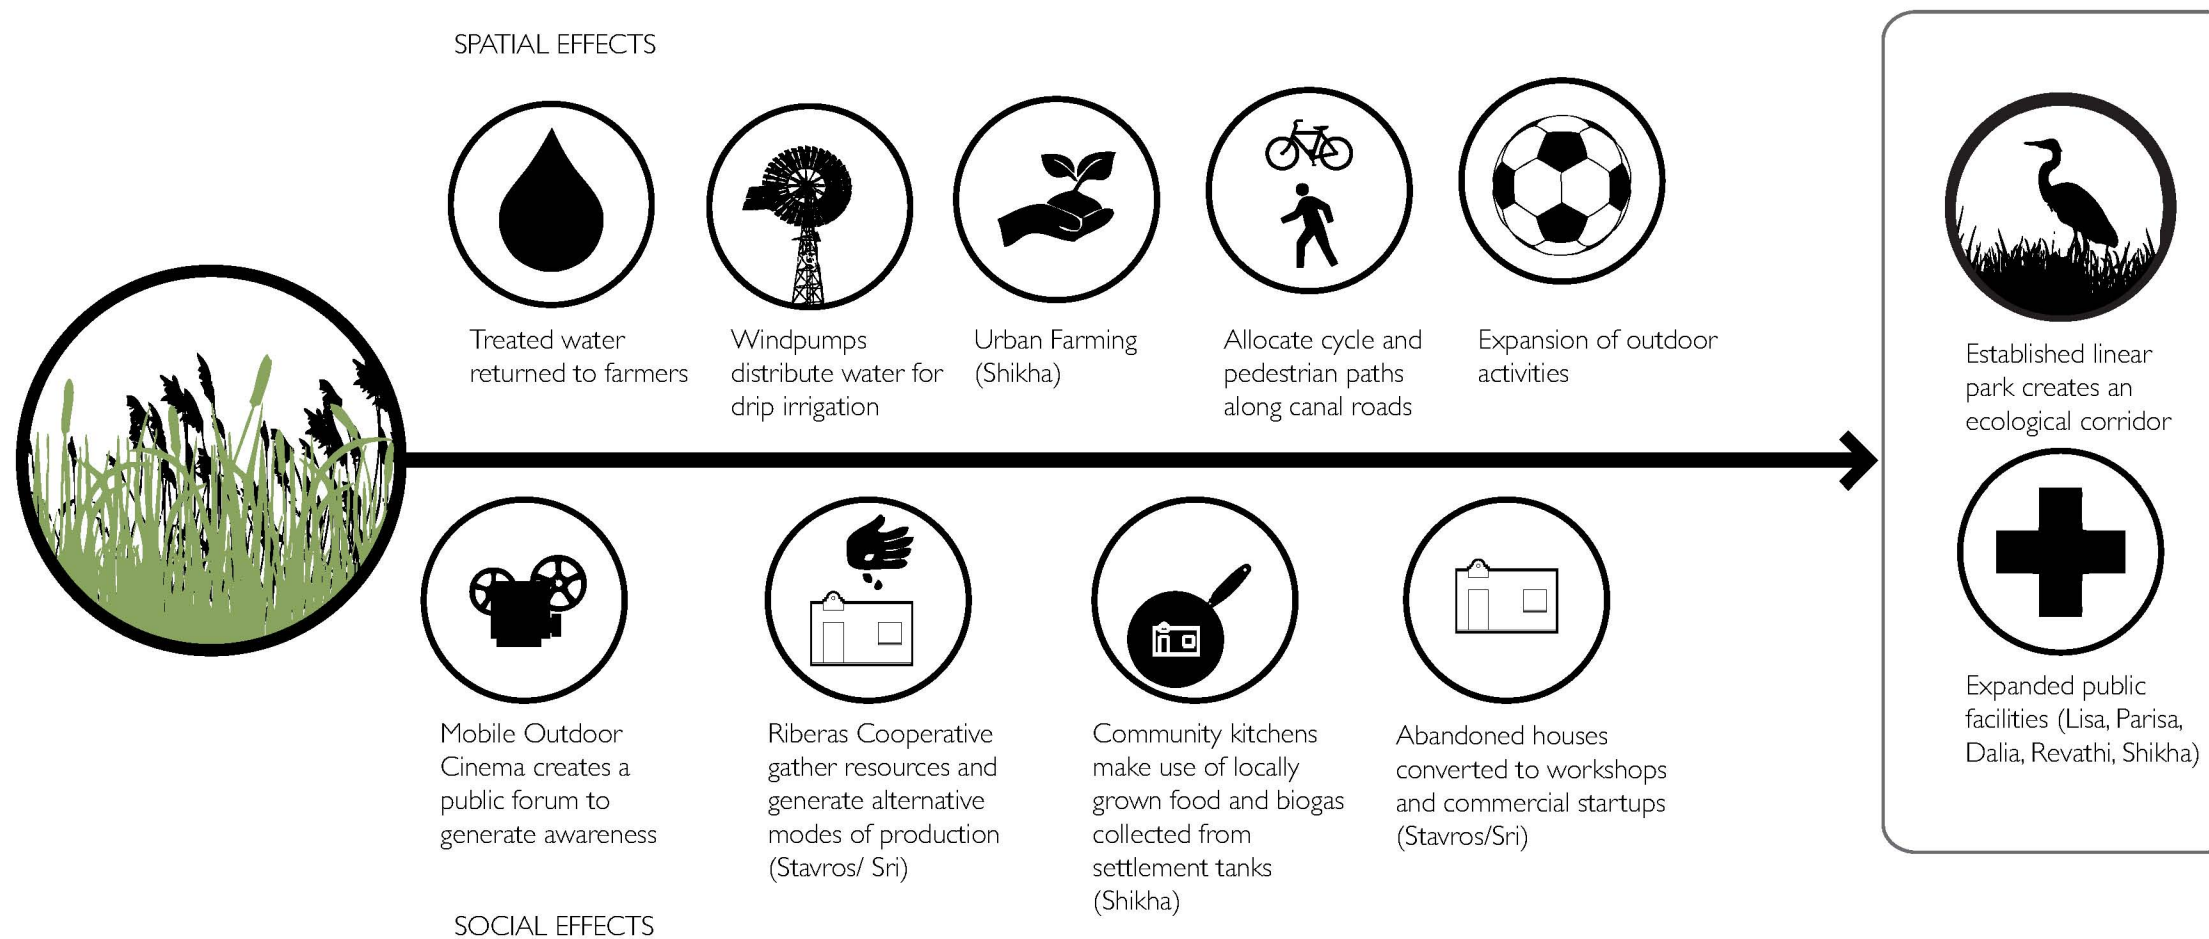 SPATIAL EFFECTS
Treated water
returned to farmers
Windpumps
distribute water for
drip irrigation
Urban Farming
(Shikha)
Allocate cycle and
pedestrian paths
along canal roads
Expansion of outdoor
activities
Established linear
park creates an
ecological corridor
Mobile Outdoor
Cinema creates a
public forum to
generate awareness
Riberas Cooperative
gather resources and
generate alternative
modes of production
(Stavros/ Sri)
Community kitchens
make use of locally
grown food and biogas
collected from
settlement tanks
(Shikha)
Abandoned houses
converted to workshops
and commercial startups
(Stavros/Sri)
Expanded public
facilities (Lisa, Parisa,
Dalia, Revathi, Shikha)
SOCIAL EFFECTS